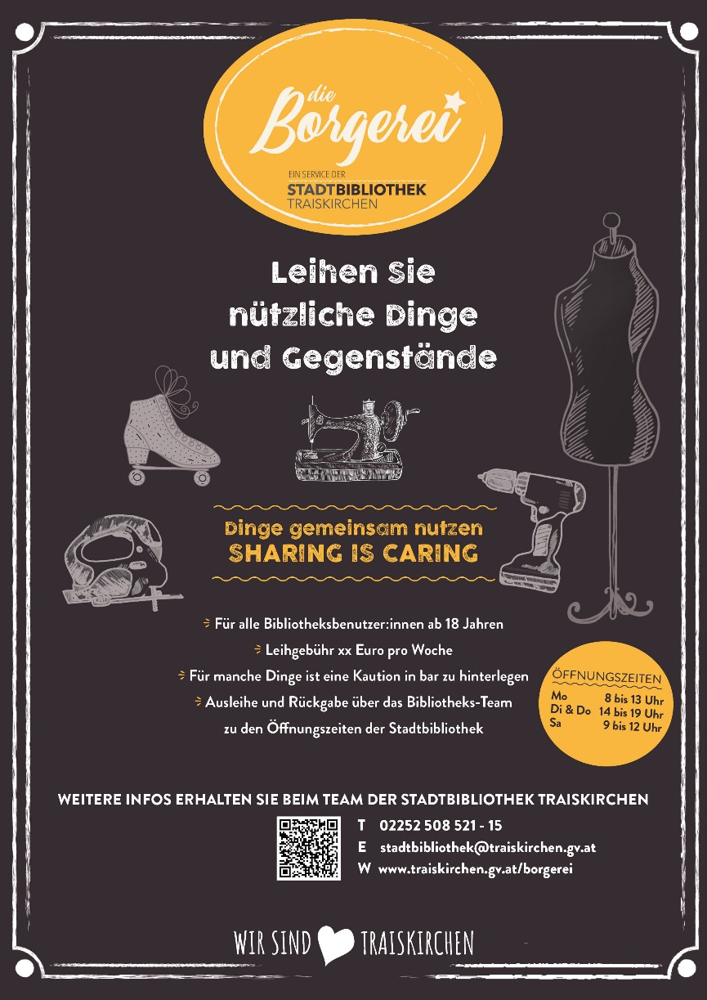 die
Borgerei
EIN SERVICE DER
STADTBIBLIOTHEK
TRAISKIRCHEN
Leihen Sie
nützliche Dinge
und Gegenstände
Dinge gemeinsam nutzen
SHARING IS CARING
Für alle Bibliotheksbenutzer:innen ab 18 Jahren
Leihgebühr xx Euro pro Woche
Für manche Dinge ist eine Kaution in bar zu hinterlegen
Ausleihe und Rückgabe über das Bibliotheks-Team
zu den Öffnungszeiten der Stadtbibliothek
ÖFFNUNGSZEITEN
Mo 8 bis 13 Uhr
Di & Do 14 bis 19 Uhr
Sa 9 bis 12 Uhr
WEITERE INFOS ERHALTEN SIE BEIM TEAM DER STADTBIBLIOTHEK TRAISKIRCHEN
T 02252 508 521 - 15
E stadtbibliothek@traiskirchen.gv.at
W www.traiskirchen.gv.at/borgerei
WIR SIND TRAISKIRCHEN